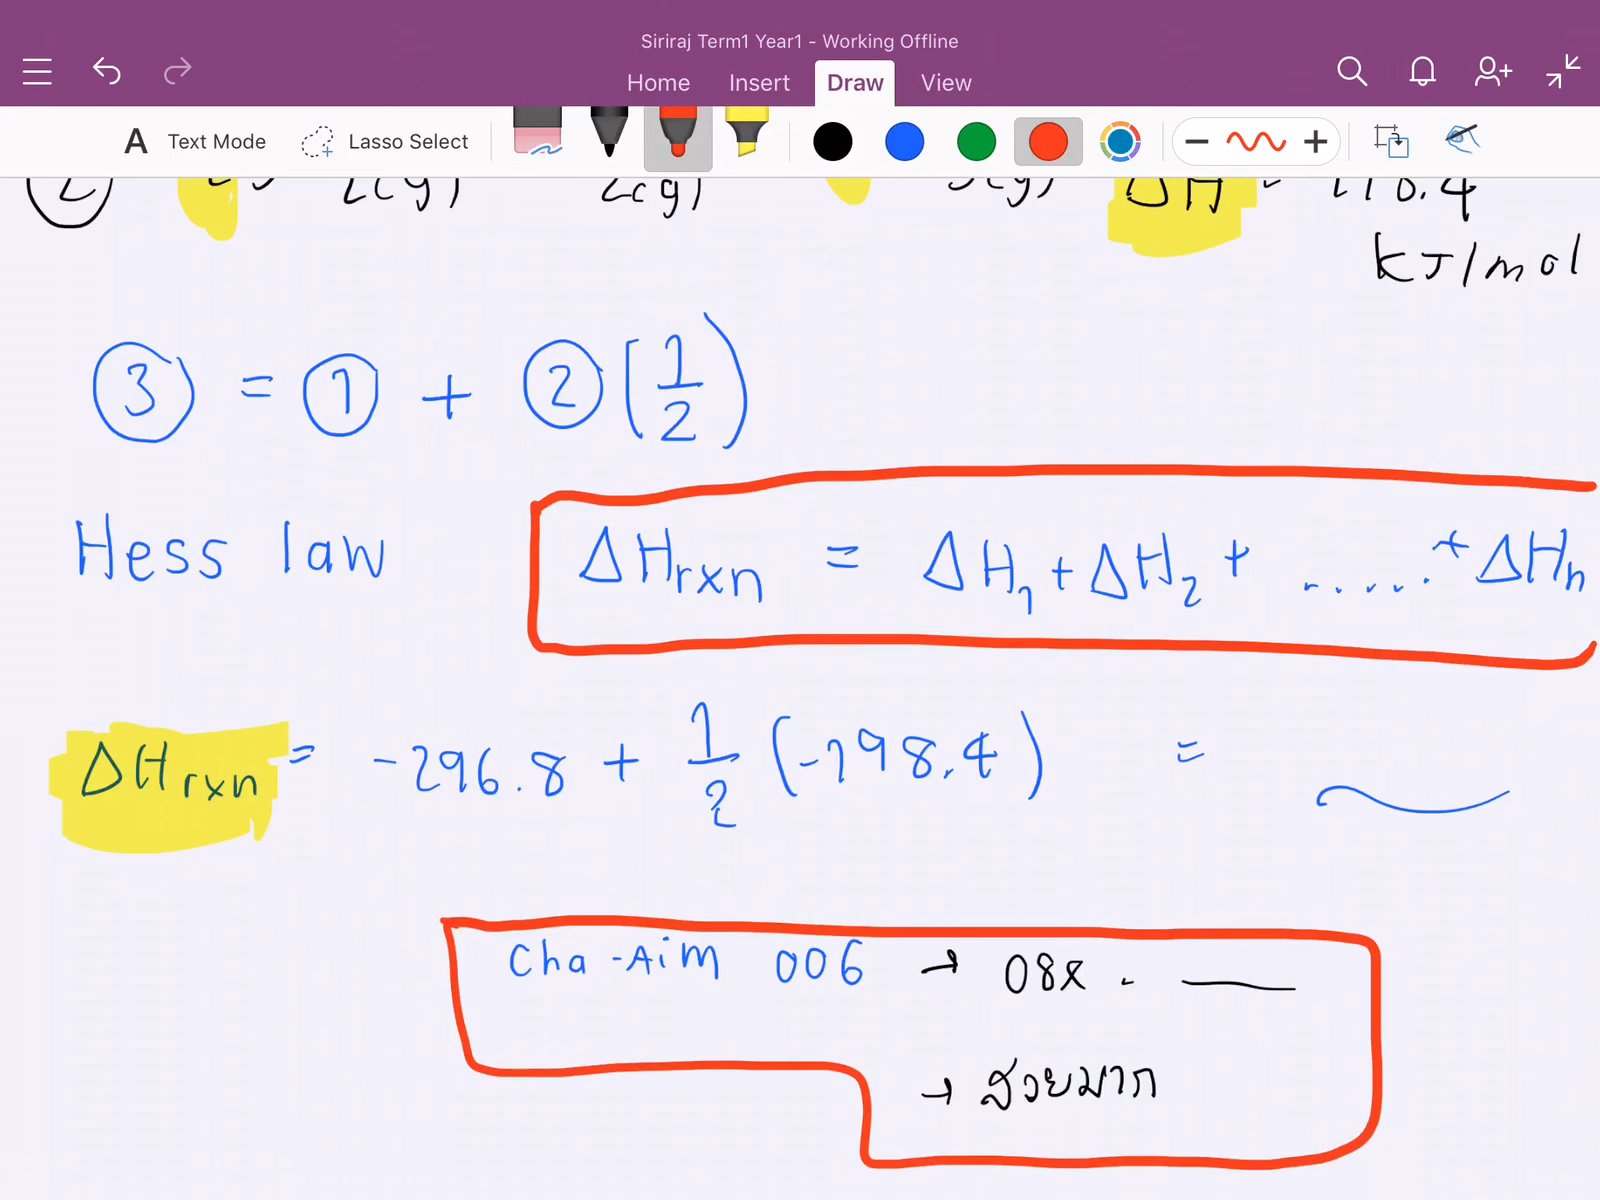 Siriraj Term1 Year1 - Working Offline
Home Insert Draw View
A Text Mode Lasso Select
kJ/mol
③ = ① + ② (1/2)
Hess law ΔHrxn = ΔH₁ + ΔH₂ + ...... + ΔHn
ΔHrxn = -296.8 + 1/2 (-198.4) =
Cha-Aim 006 → 08x . ___
→ สวยมาก